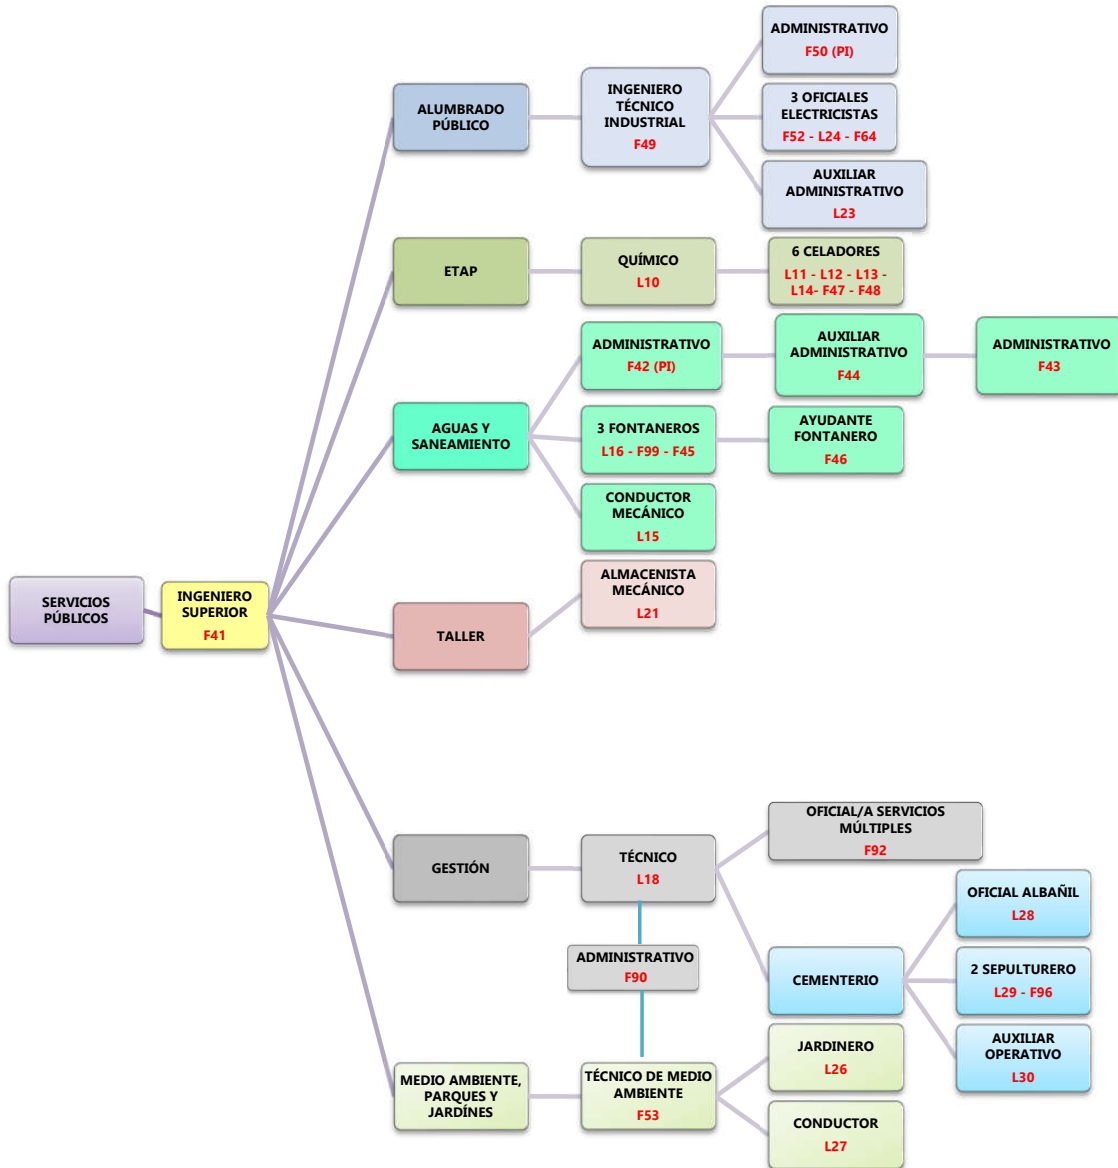 SERVICIOS
PÚBLICOS
INGENIERO
SUPERIOR
F41
ALUMBRADO
PÚBLICO
INGENIERO
TÉCNICO
INDUSTRIAL
F49
ADMINISTRATIVO
F50 (PI)
3 OFICIALES
ELECTRICISTAS
F52 - L24 - F64
AUXILIAR
ADMINISTRATIVO
L23
ETAP
QUÍMICO
L10
6 CELADORES
L11 - L12 - L13 -
L14- F47 - F48
AGUAS Y
SANEAMIENTO
ADMINISTRATIVO
F42 (PI)
AUXILIAR
ADMINISTRATIVO
F44
ADMINISTRATIVO
F43
3 FONTANEROS
L16 - F99 - F45
AYUDANTE
FONTANERO
F46
CONDUCTOR
MECÁNICO
L15
TALLER
ALMACENISTA
MECÁNICO
L21
GESTIÓN
TÉCNICO
L18
OFICIAL/A SERVICIOS
MÚLTIPLES
F92
CEMENTERIO
OFICIAL ALBAÑIL
L28
2 SEPULTURERO
L29 - F96
AUXILIAR
OPERATIVO
L30
ADMINISTRATIVO
F90
MEDIO AMBIENTE,
PARQUES Y
JARDÍNES
TÉCNICO DE MEDIO
AMBIENTE
F53
JARDINERO
L26
CONDUCTOR
L27